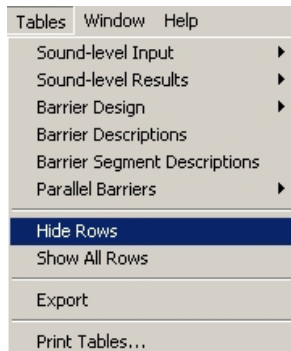 Tables Window Help
Sound-level Input
Sound-level Results
Barrier Design
Barrier Descriptions
Barrier Segment Descriptions
Parallel Barriers
Hide Rows
Show All Rows
Export
Print Tables...